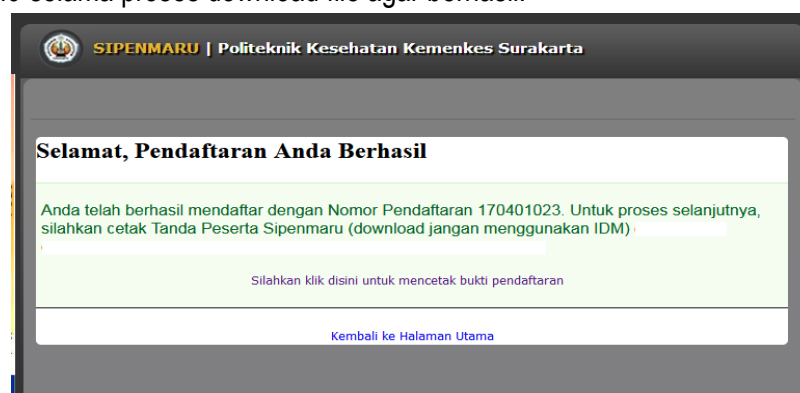 selama proses download file agar berhasil.
SIPENMARU | Politeknik Kesehatan Kemenkes Surakarta
Selamat, Pendaftaran Anda Berhasil
Anda telah berhasil mendaftar dengan Nomor Pendaftaran 170401023. Untuk proses selanjutnya,
silahkan cetak Tanda Peserta Sipenmaru (download jangan menggunakan IDM)
Silahkan klik disini untuk mencetak bukti pendaftaran
Kembali ke Halaman Utama